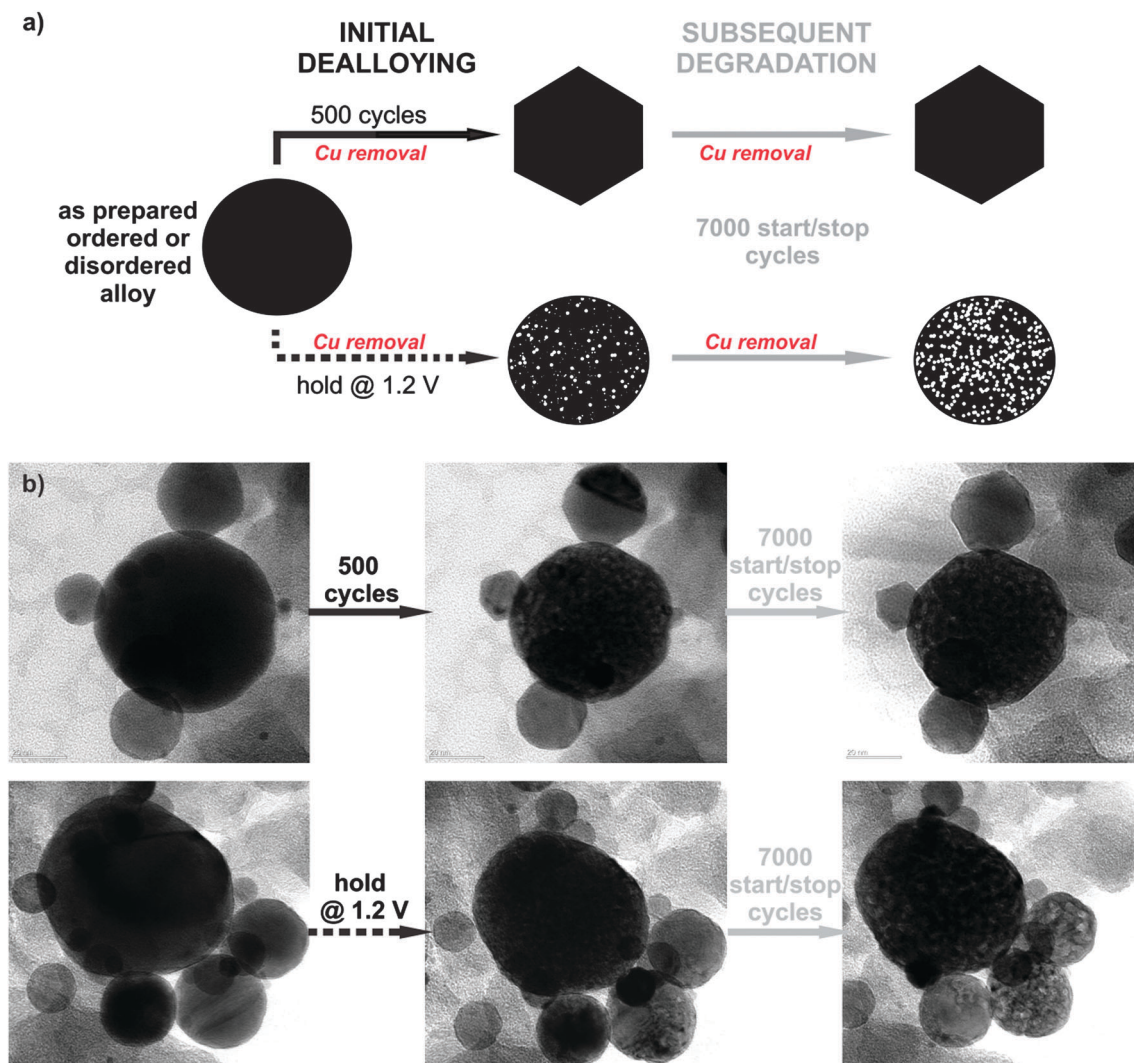 a)
INITIAL
DEALLOYING
SUBSEQUENT
DEGRADATION
500 cycles
Cu removal
Cu removal
as prepared
ordered or
disordered
alloy
7000 start/stop
cycles
Cu removal
hold @ 1.2 V
Cu removal
b)
500
cycles
7000
start/stop
cycles
20 nm
20 nm
20 nm
hold
@ 1.2 V
7000
start/stop
cycles